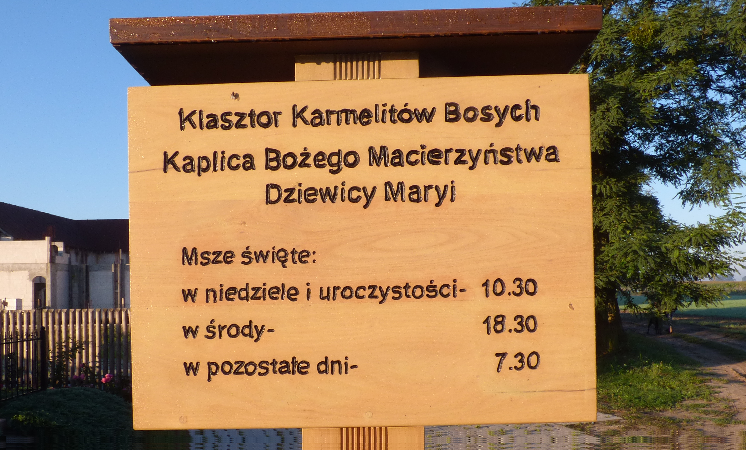 Klasztor Karmelitów Bosych
Kaplica Bożego Macierzyństwa
Dziewicy Maryi
Msze święte:
w niedziele i uroczystości- 10.30
w środy- 18.30
w pozostałe dni- 7.30